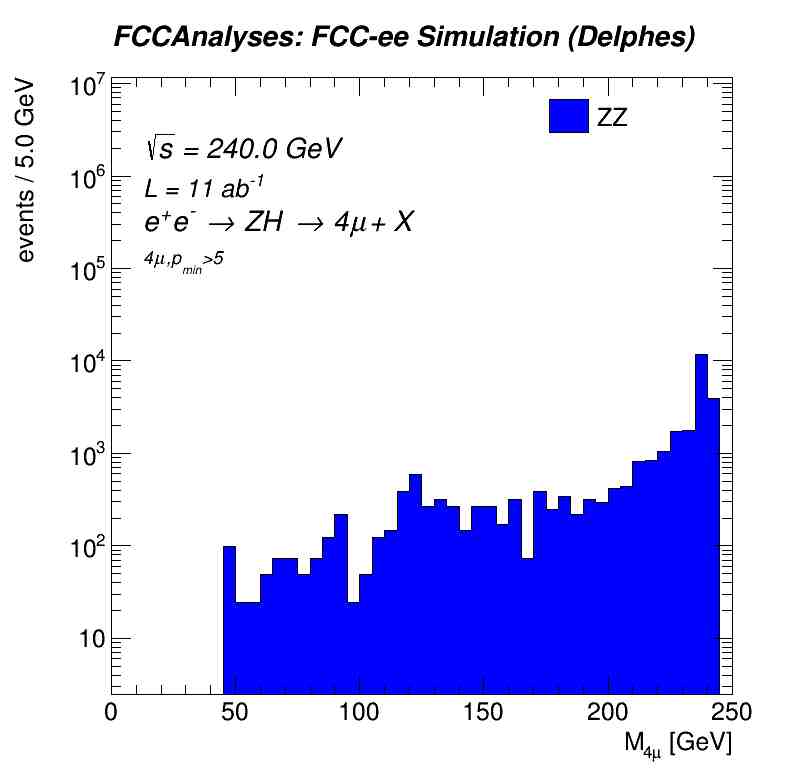 FCCAnalyses: FCC-ee Simulation (Delphes)
events / 5.0 GeV
10⁷
10⁶
10⁵
10⁴
10³
10²
10
ZZ
√s = 240.0 GeV
L = 11 ab⁻¹
e⁺e⁻ → ZH → 4μ + X
4μ,p_min>5
0 50 100 150 200 250
M_4μ [GeV]